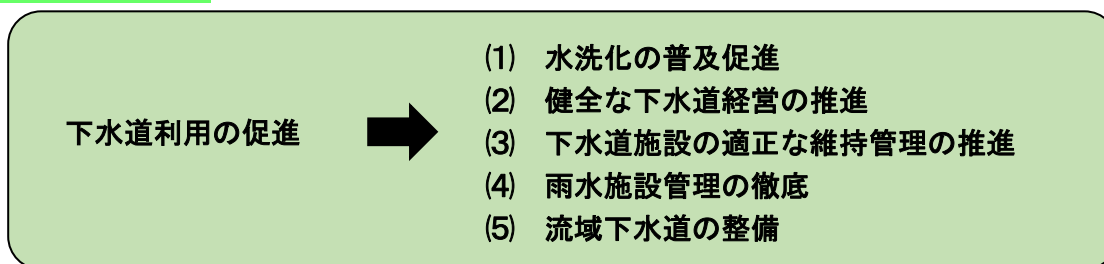 下水道利用の促進
⑴ 水洗化の普及促進
⑵ 健全な下水道経営の推進
⑶ 下水道施設の適正な維持管理の推進
⑷ 雨水施設管理の徹底
⑸ 流域下水道の整備